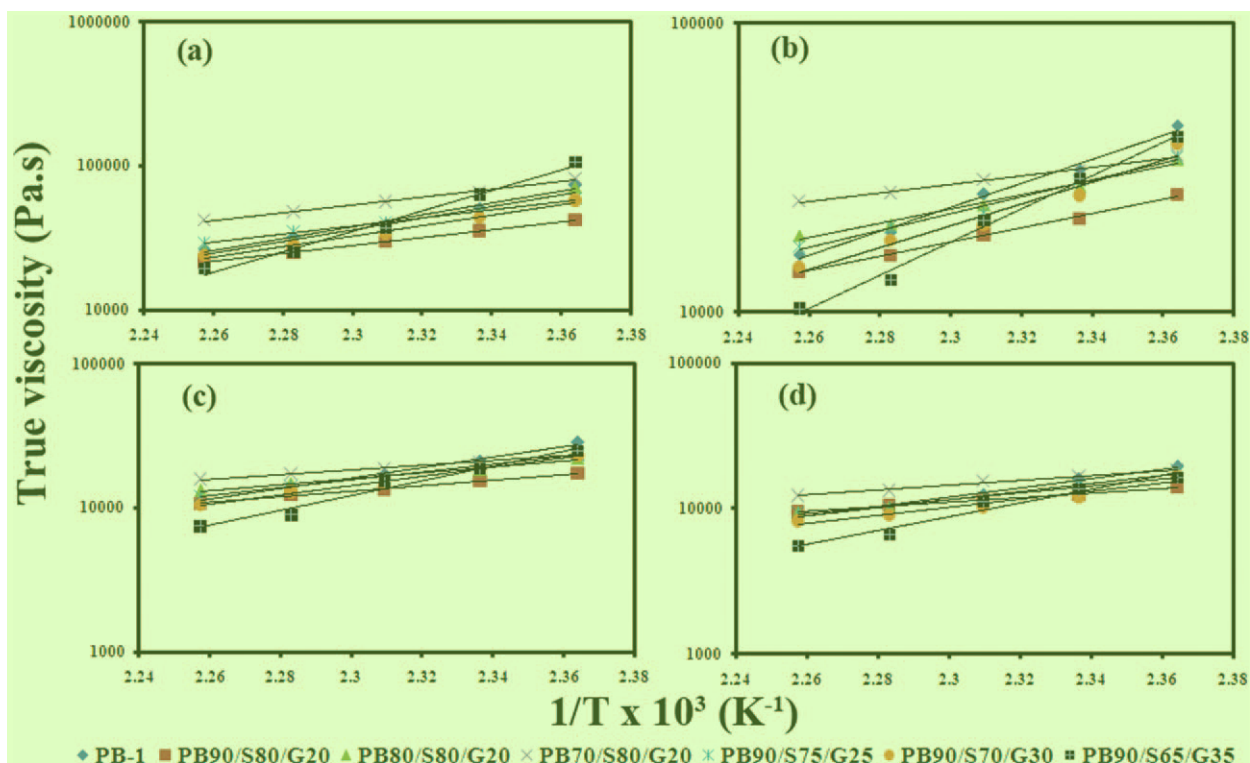 True viscosity (Pa.s)
(a)
1000000
100000
10000
2.24 2.26 2.28 2.3 2.32 2.34 2.36 2.38
(b)
100000
10000
2.24 2.26 2.28 2.3 2.32 2.34 2.36 2.38
(c)
100000
10000
1000
2.24 2.26 2.28 2.3 2.32 2.34 2.36 2.38
(d)
100000
10000
1000
2.24 2.26 2.28 2.3 2.32 2.34 2.36 2.38
1/T x 10³ (K⁻¹)
PB-1 PB90/S80/G20 PB80/S80/G20 PB70/S80/G20 PB90/S75/G25 PB90/S70/G30 PB90/S65/G35